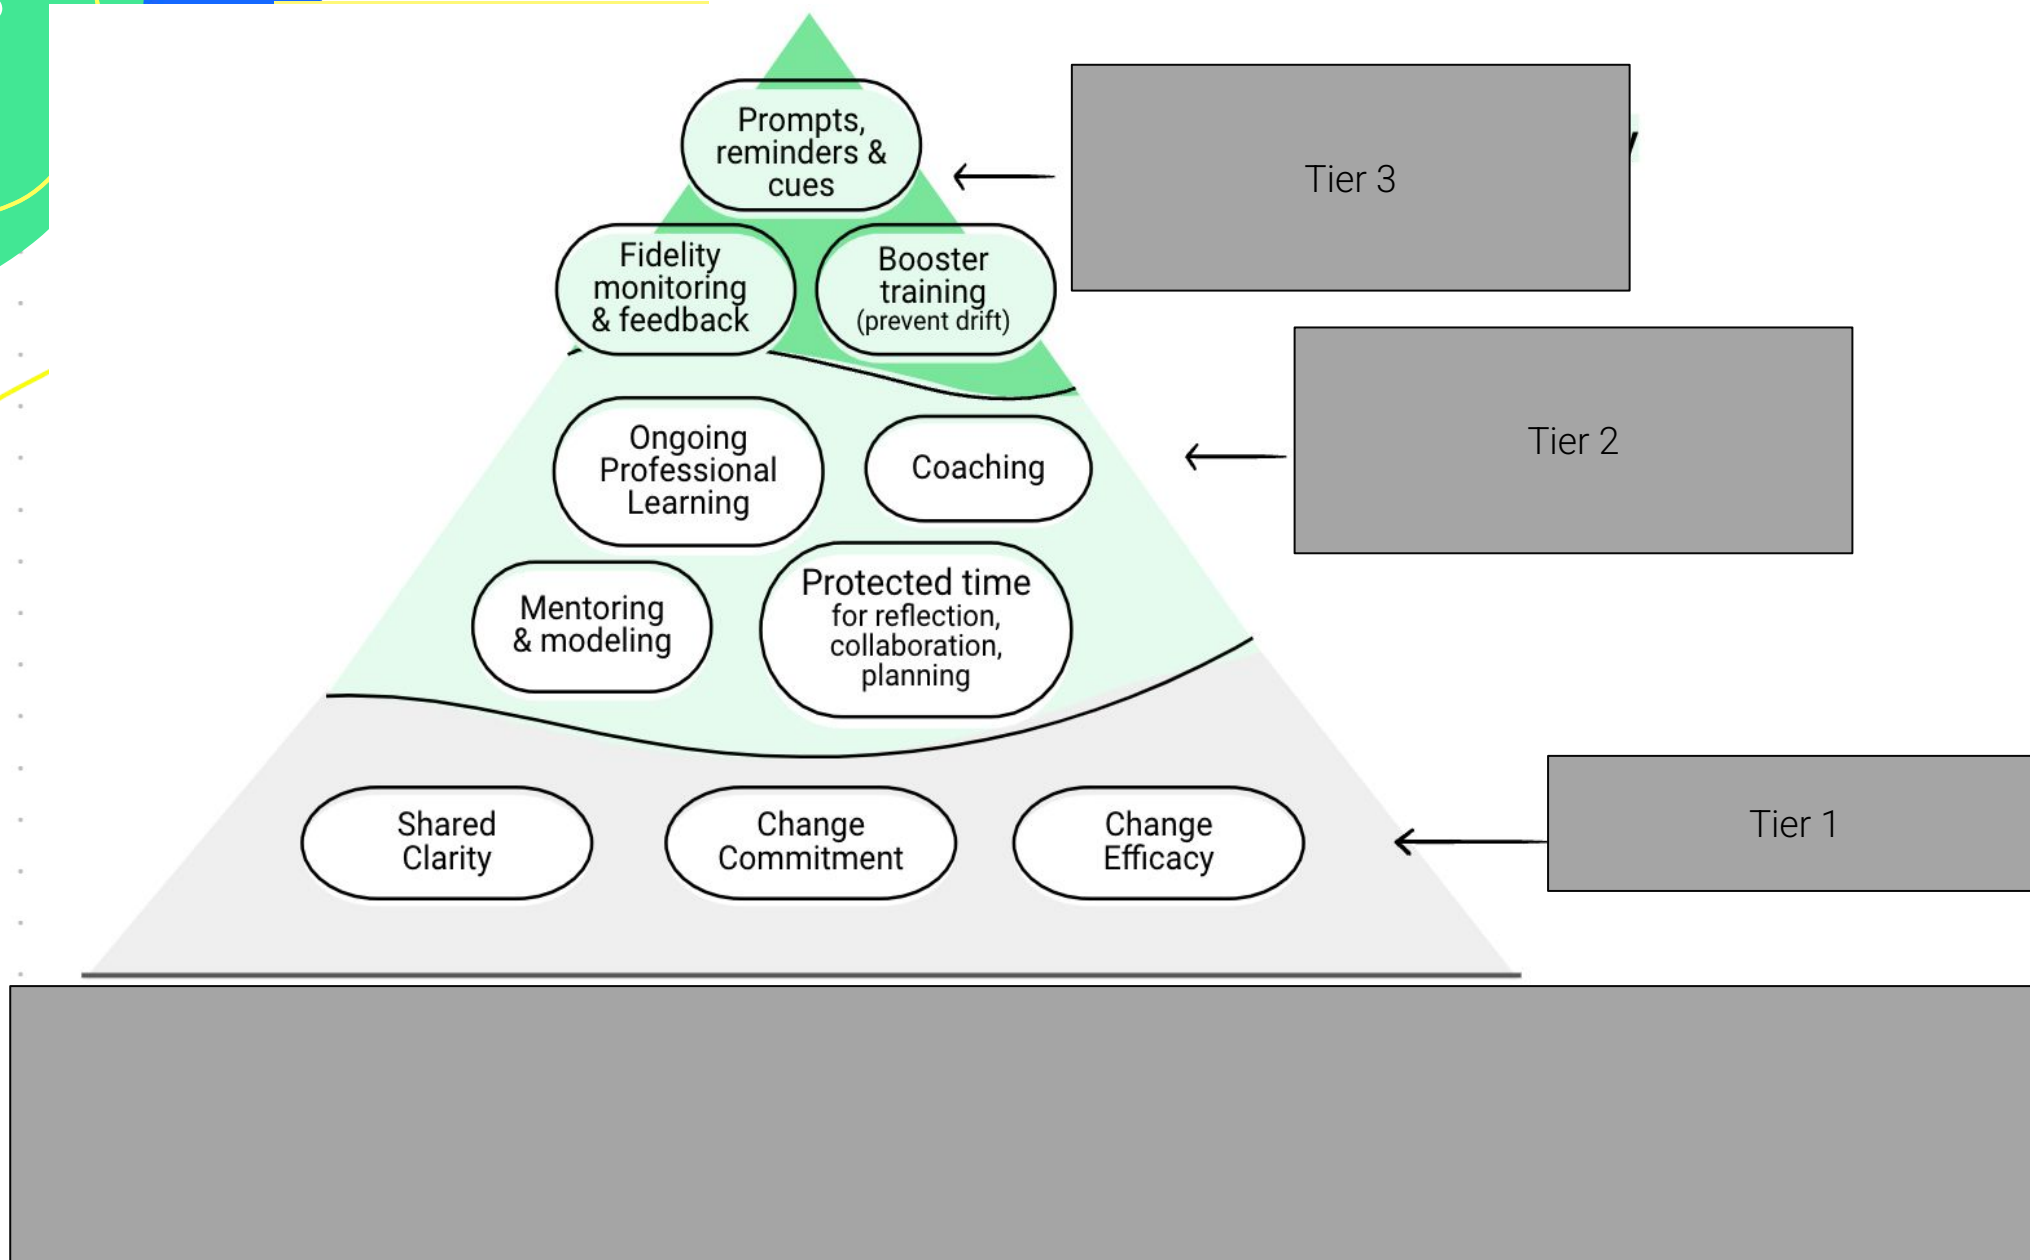 Prompts,
reminders &
cues
Tier 3
Fidelity
monitoring
& feedback
Booster
training
(prevent drift)
Ongoing
Professional
Learning
Coaching
Tier 2
Mentoring
& modeling
Protected time
for reflection,
collaboration,
planning
Shared
Clarity
Change
Commitment
Change
Efficacy
Tier 1